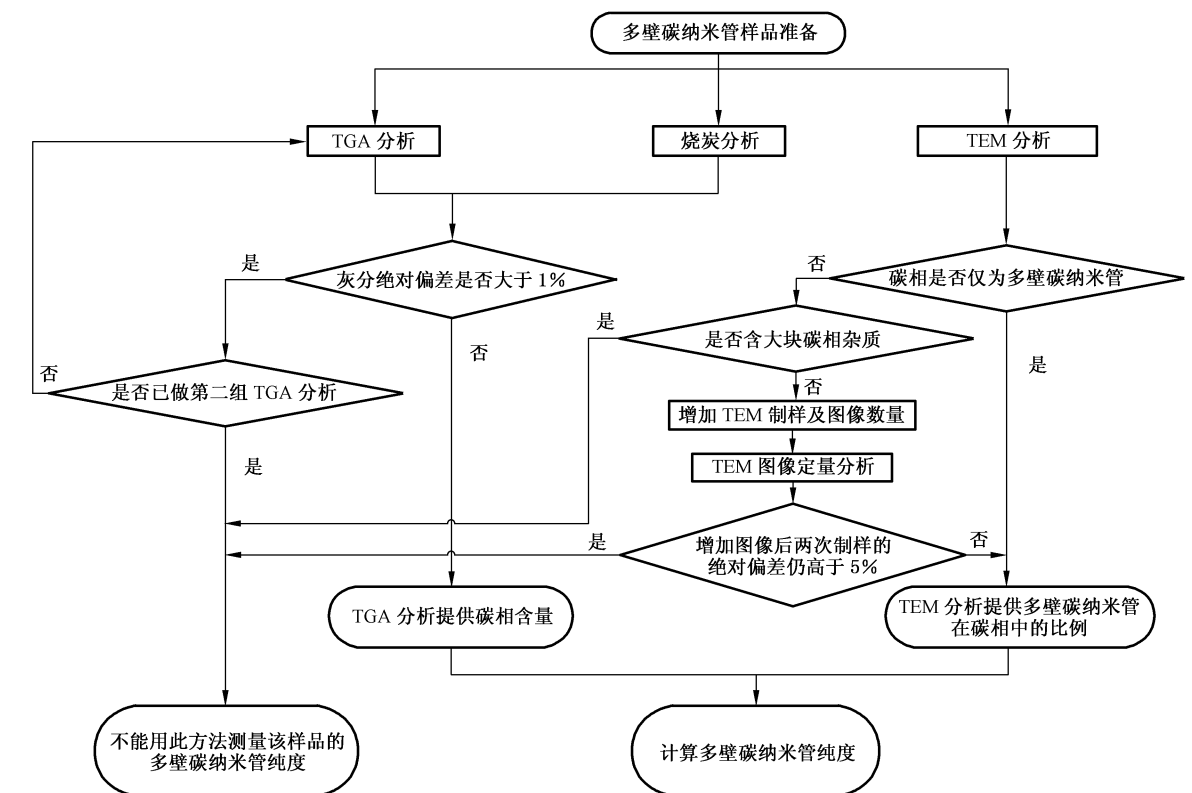 多壁碳纳米管样品准备
TGA 分析
烧炭分析
TEM 分析
是
灰分绝对偏差是否大于 1%
否
碳相是否仅为多壁碳纳米管
是
是否含大块碳相杂质
否
是
否
是否已做第二组 TGA 分析
否
增加 TEM 制样及图像数量
是
TEM 图像定量分析
是
增加图像后两次制样的
绝对偏差仍高于 5%
否
TGA 分析提供碳相含量
TEM 分析提供多壁碳纳米管
在碳相中的比例
不能用此方法测量该样品的
多壁碳纳米管纯度
计算多壁碳纳米管纯度